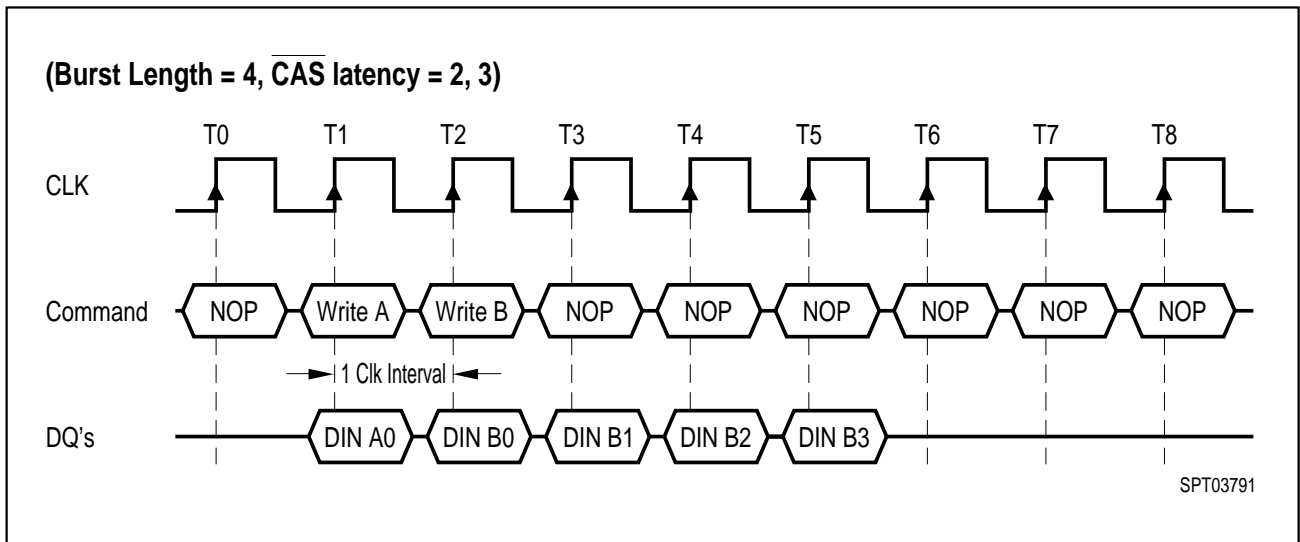 (Burst Length = 4, CAS latency = 2, 3)
T0 T1 T2 T3 T4 T5 T6 T7 T8
CLK
Command NOP Write A Write B NOP NOP NOP NOP NOP NOP
1 Clk Interval
DQ's DIN A0 DIN B0 DIN B1 DIN B2 DIN B3
SPT03791